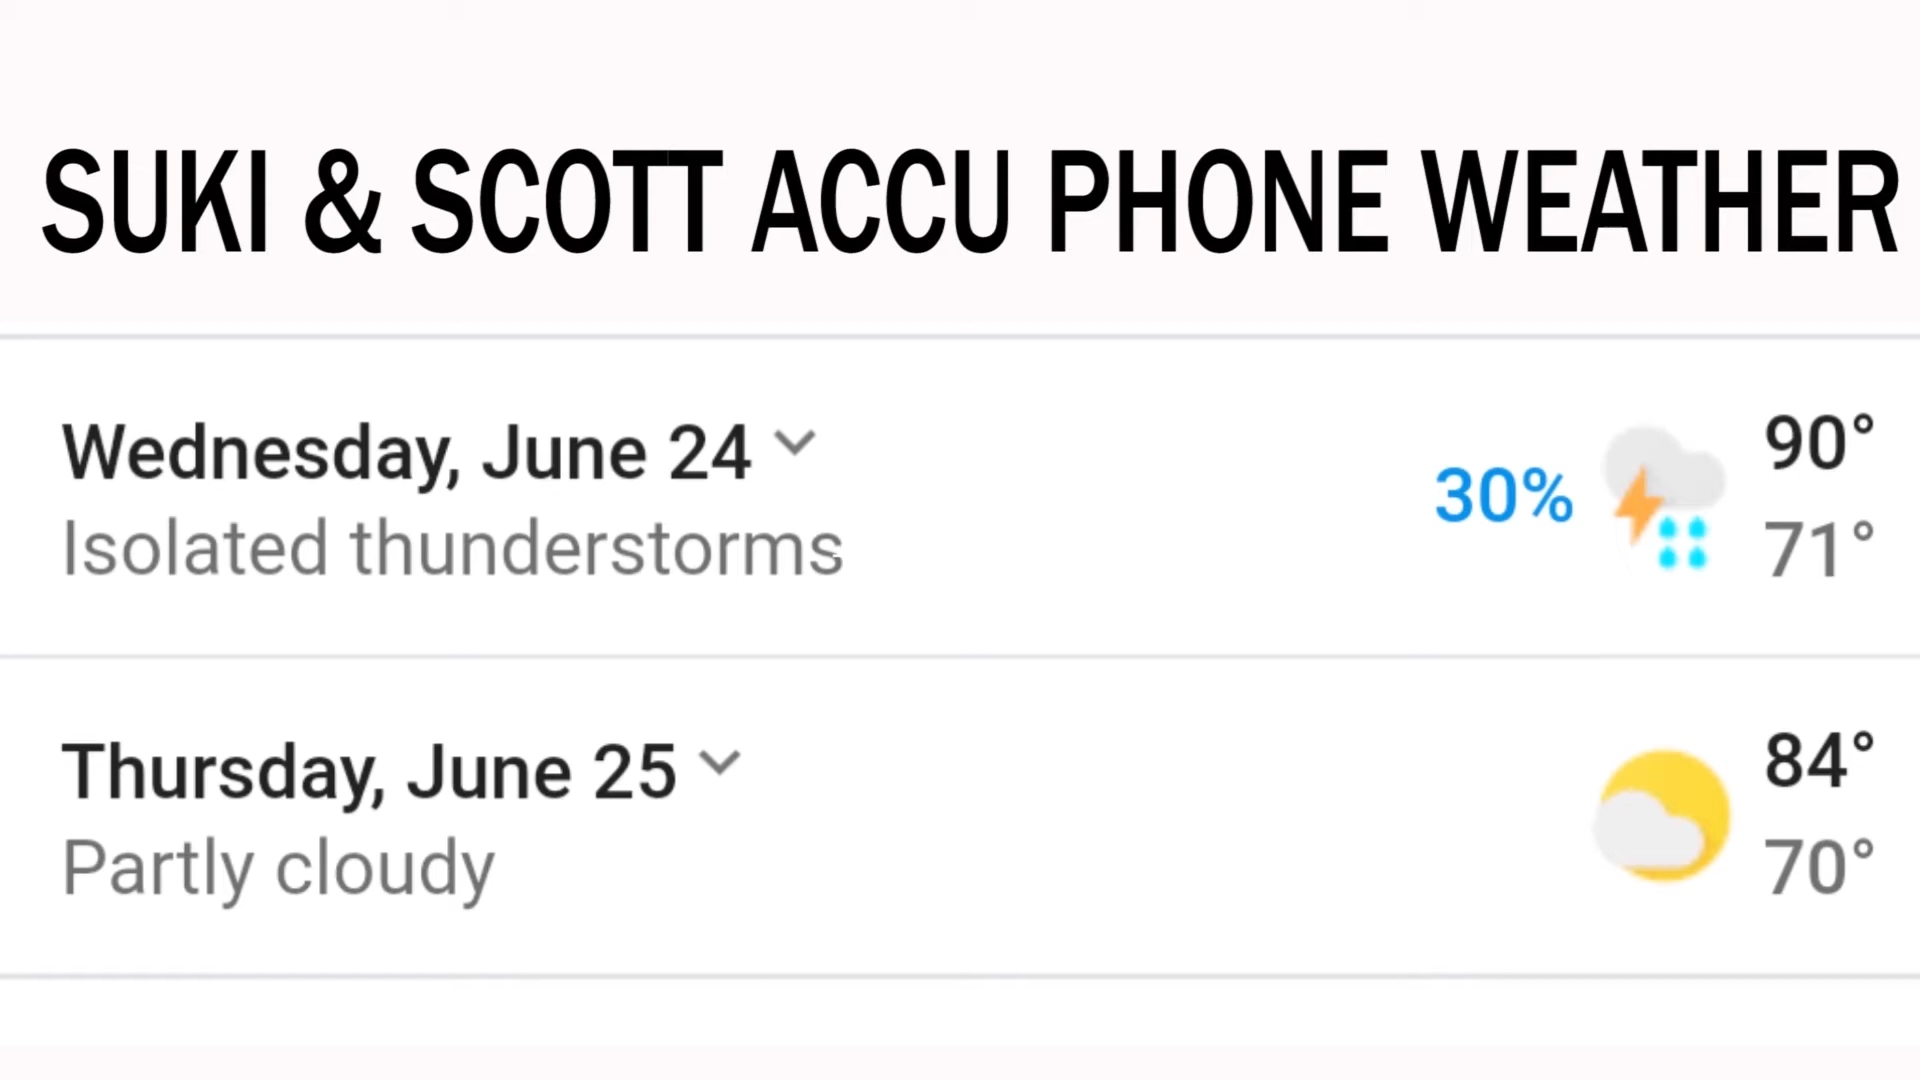 SUKI & SCOTT ACCU PHONE WEATHER
Wednesday, June 24
Isolated thunderstorms
30%
90°
71°
Thursday, June 25
Partly cloudy
84°
70°